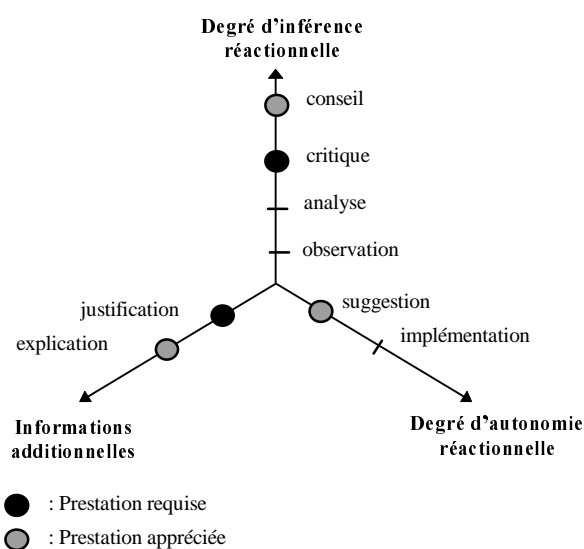 Degré d'inférence
réactionnelle
conseil
critique
analyse
observation
justification
suggestion
explication
implémentation
Informations
additionnelles
Degré d'autonomie
réactionnelle
: Prestation requise
: Prestation appréciée